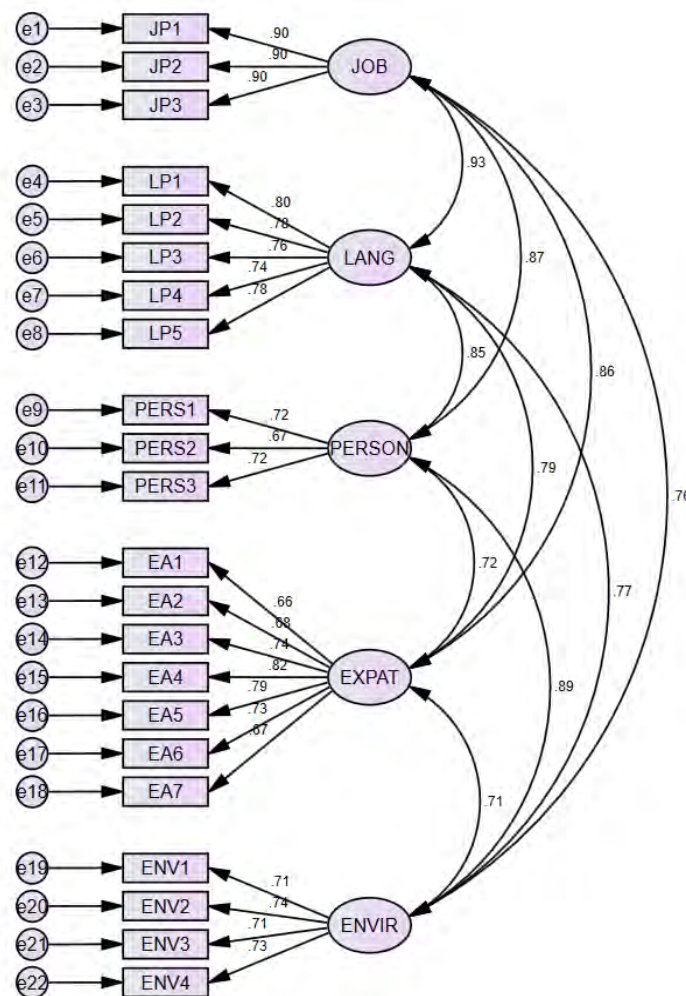 e1 JP1 .90
e2 JP2 .90 JOB
e3 JP3 .90
.93
e4 LP1 .80
e5 LP2 .78
e6 LP3 .76 LANG .87
e7 LP4 .74
e8 LP5 .78
.85 .86
e9 PERS1 .72
e10 PERS2 .67 PERSON
e11 PERS3 .72
.79 .76
e12 EA1 .66 .72
e13 EA2 .68 .77
e14 EA3 .74
e15 EA4 .82 EXPAT .89
e16 EA5 .79
e17 EA6 .73
e18 EA7 .67
.71
e19 ENV1 .71
e20 ENV2 .74 ENVIR
e21 ENV3 .71
e22 ENV4 .73